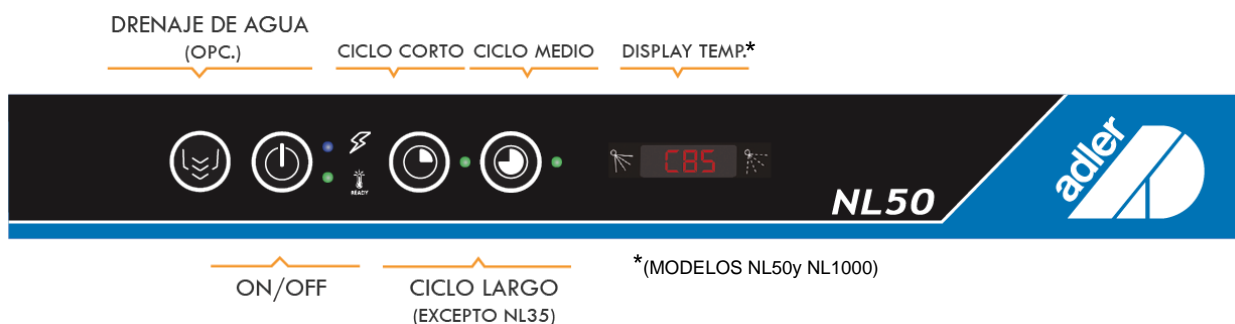 DRENAJE DE AGUA
(OPC.)
CICLO CORTO
CICLO MEDIO
DISPLAY TEMP.*
READY
C85
NL50
adler
*(MODELOS NL50y NL1000)
ON/OFF
CICLO LARGO
(EXCEPTO NL35)